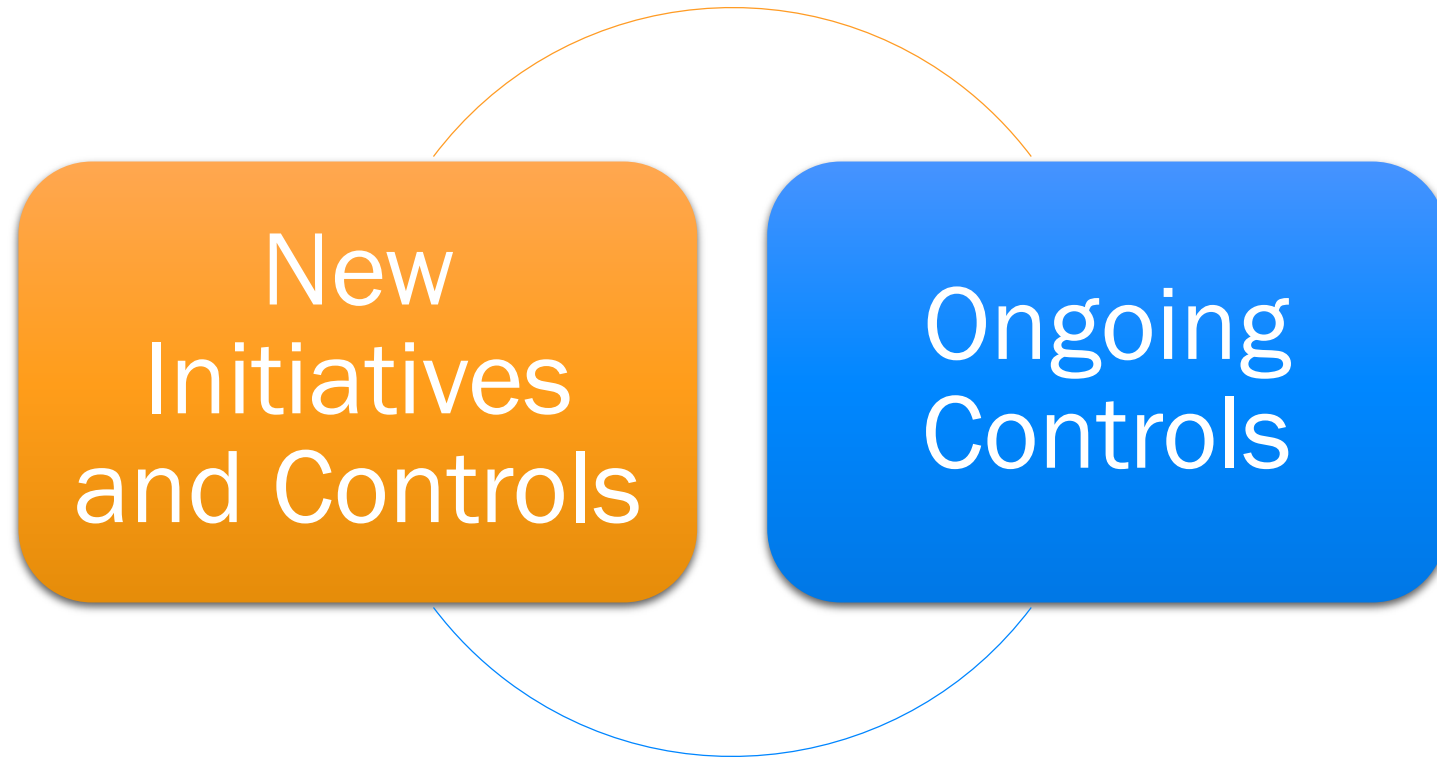 New
Initiatives
and Controls
Ongoing
Controls